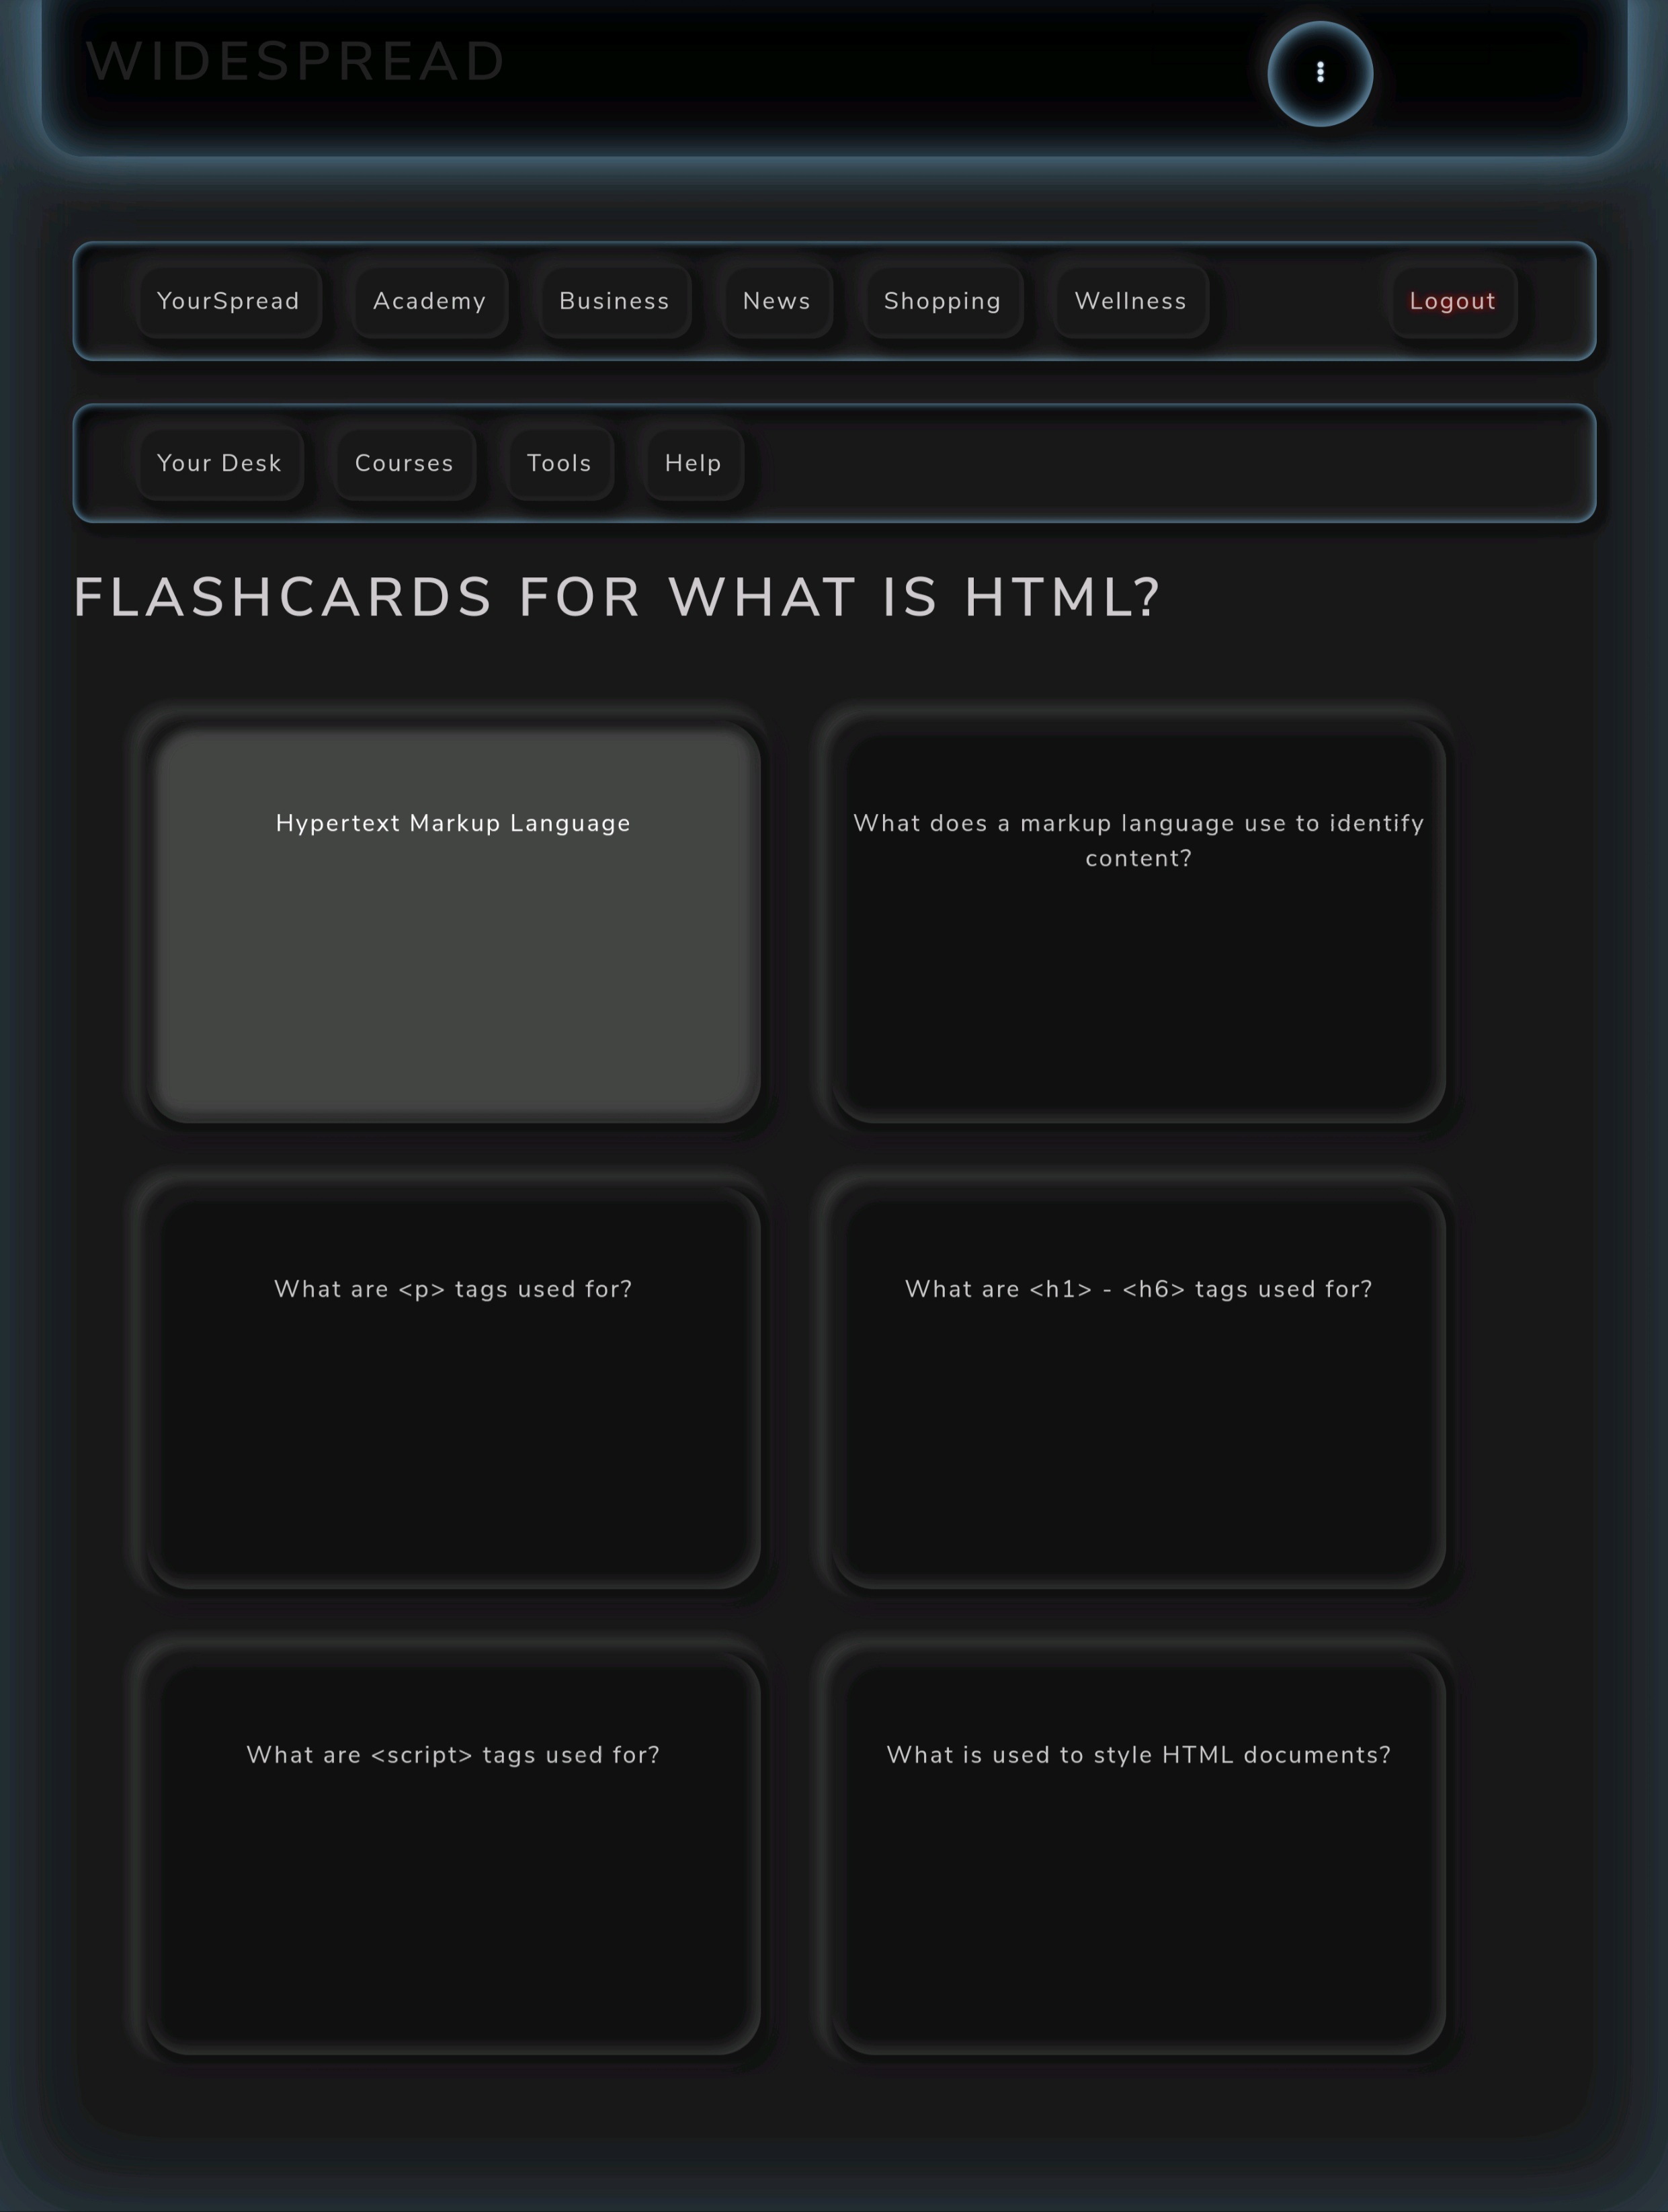 WIDESPREAD
YourSpread Academy Business News Shopping Wellness Logout
Your Desk Courses Tools Help
FLASHCARDS FOR WHAT IS HTML?
Hypertext Markup Language
What does a markup language use to identify
content?
What are <p> tags used for?
What are <h1> - <h6> tags used for?
What are <script> tags used for?
What is used to style HTML documents?